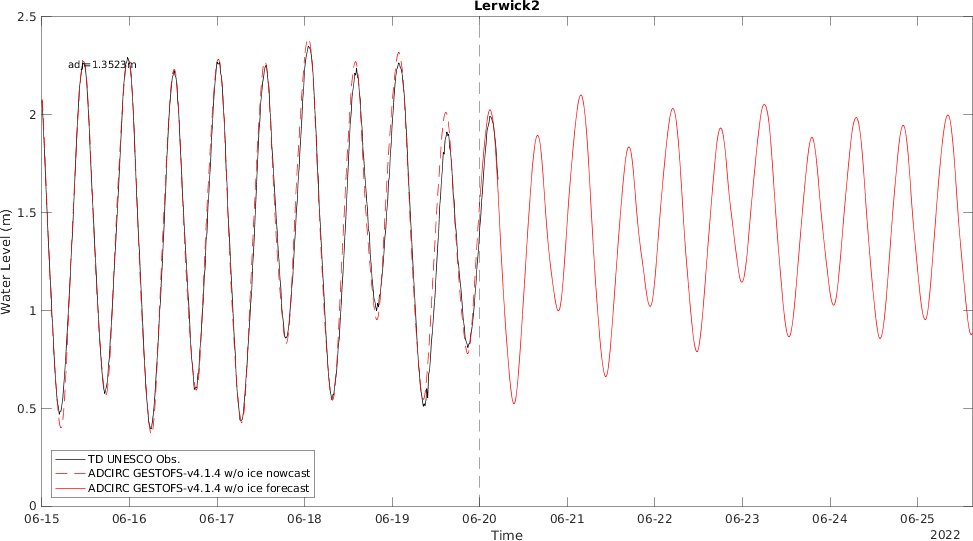 Lerwick2
2.5
2
1.5
1
0.5
0
Water Level (m)
adj=1.3523m
TD UNESCO Obs.
ADCIRC GESTOFS-v4.1.4 w/o ice nowcast
ADCIRC GESTOFS-v4.1.4 w/o ice forecast
06-15 06-16 06-17 06-18 06-19 06-20 06-21 06-22 06-23 06-24 06-25
Time
2022